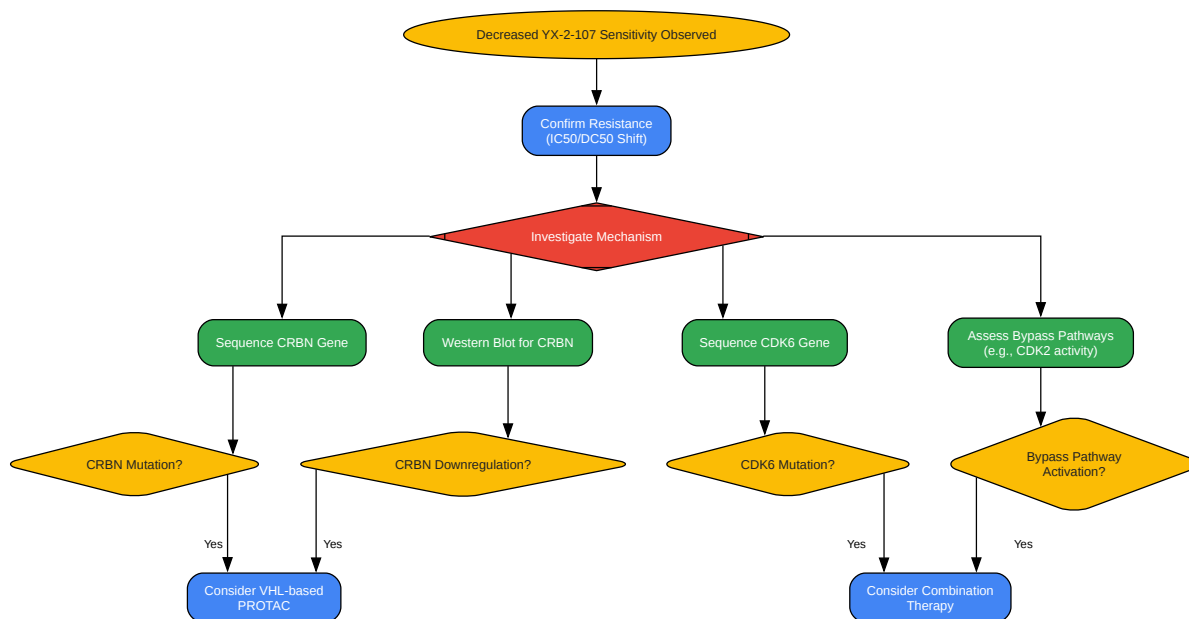 Decreased YX-2-107 Sensitivity Observed
Confirm Resistance
(IC50/DC50 Shift)
Investigate Mechanism
Sequence CRBN Gene
Western Blot for CRBN
Sequence CDK6 Gene
Assess Bypass Pathways
(e.g., CDK2 activity)
CRBN Mutation?
CRBN Downregulation?
CDK6 Mutation?
Bypass Pathway
Activation?
Yes
Yes
Yes
Yes
Consider VHL-based
PROTAC
Consider Combination
Therapy